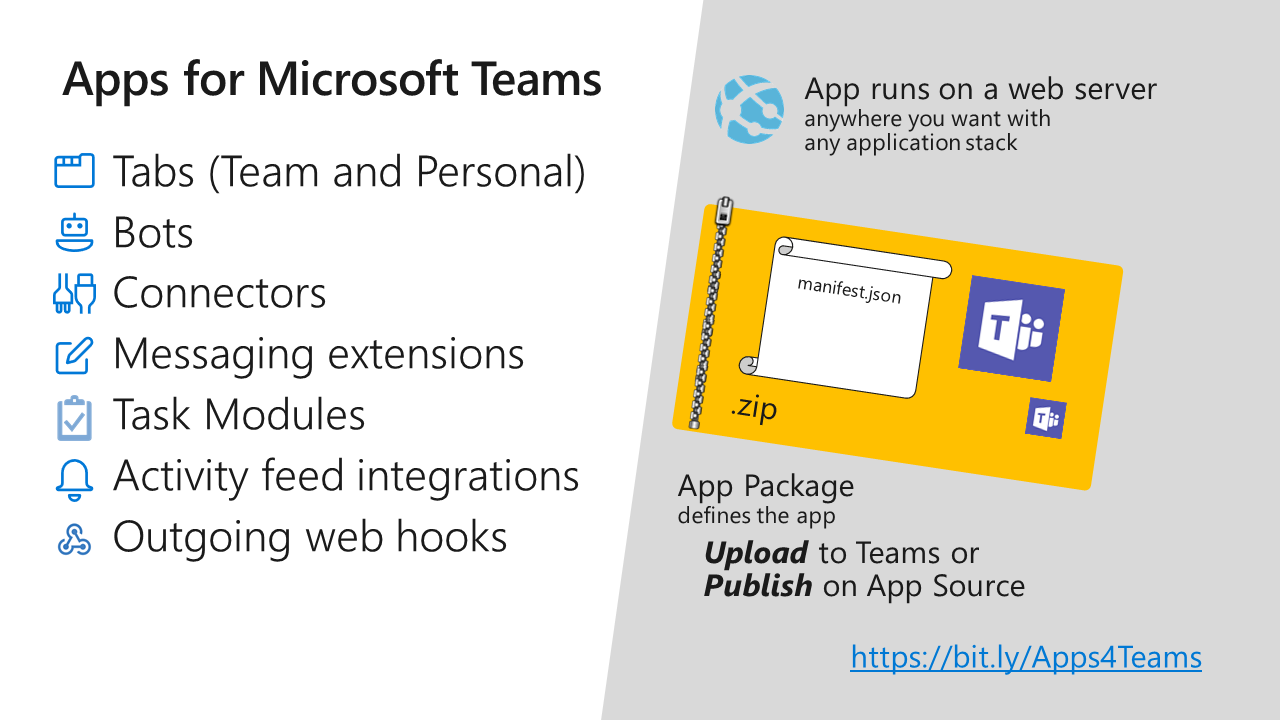 Apps for Microsoft Teams
Tabs (Team and Personal)
Bots
Connectors
Messaging extensions
Task Modules
Activity feed integrations
Outgoing web hooks
App runs on a web server
anywhere you want with
any application stack
manifest.json
T
T
.zip
App Package
defines the app
Upload to Teams or
Publish on App Source
https://bit.ly/Apps4Teams